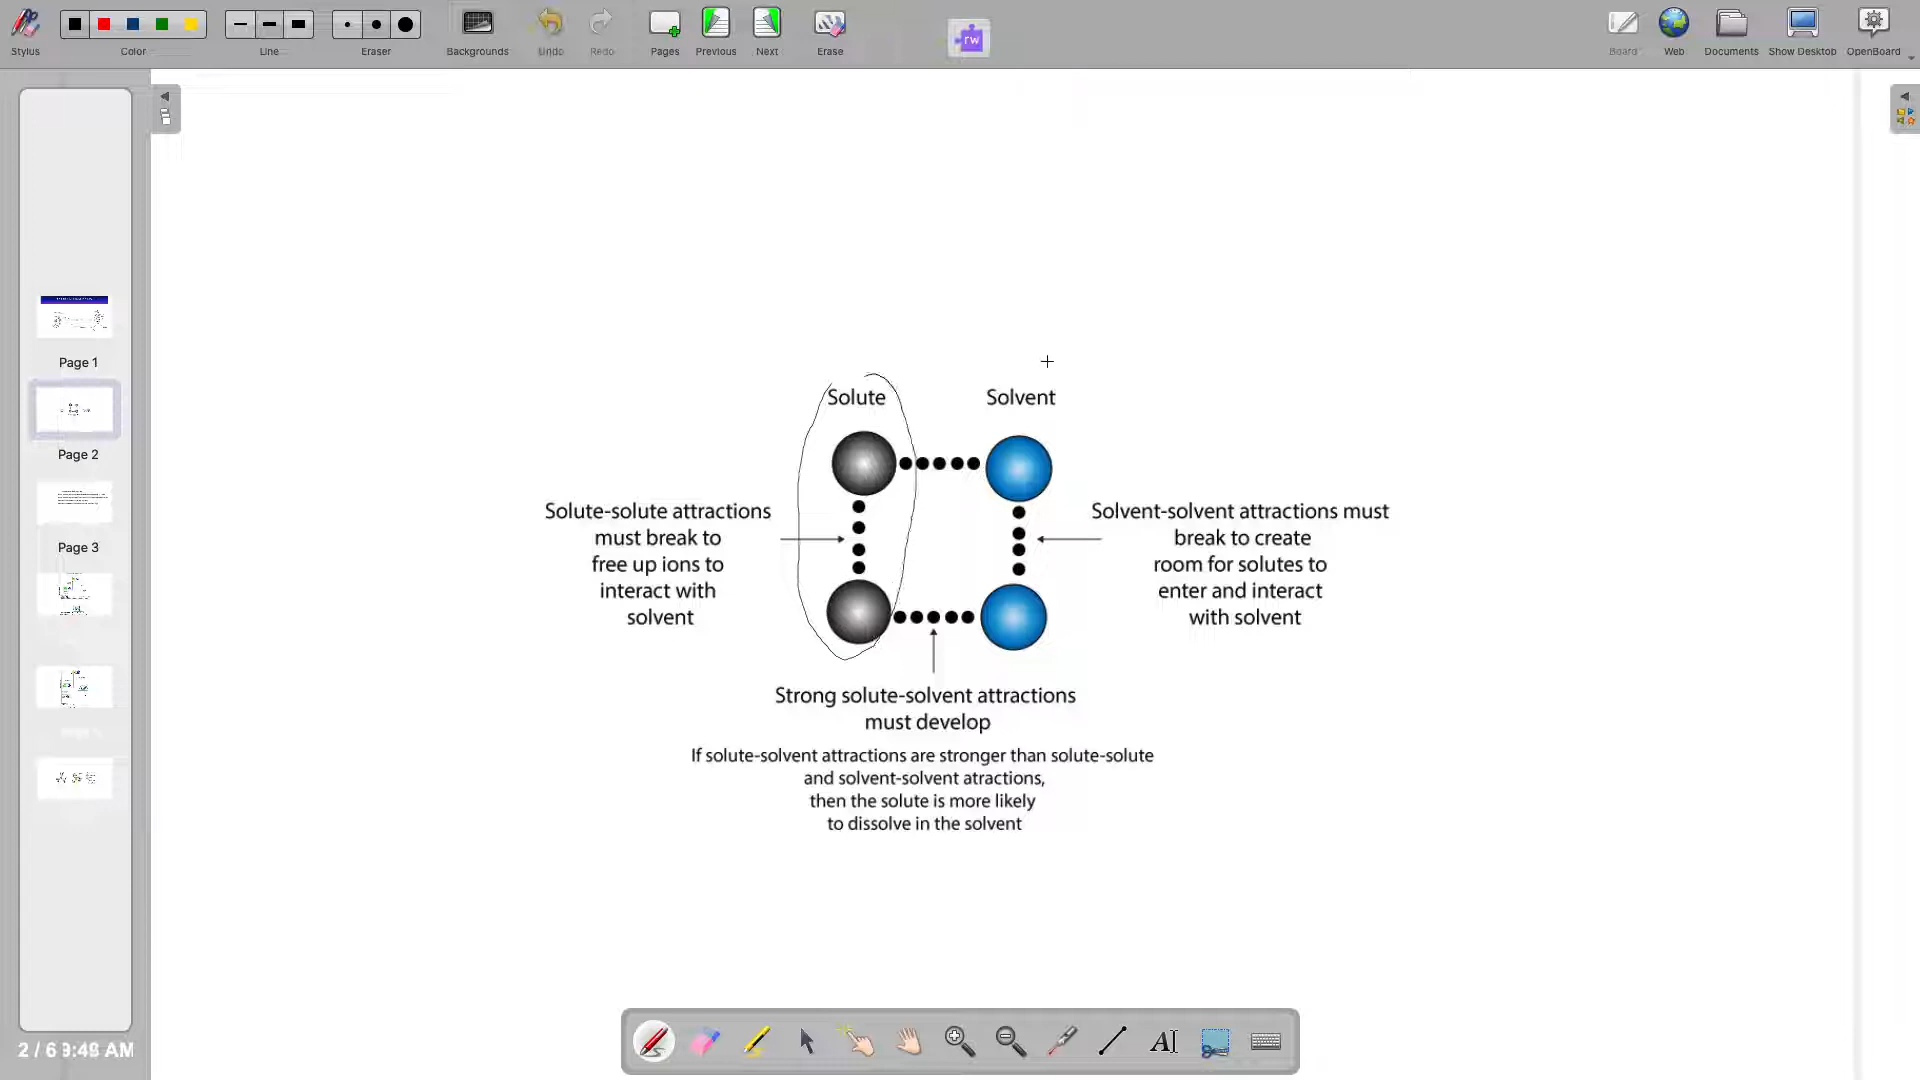 Stylus
Color
Line
Eraser
Backgrounds
Undo
Redo
Pages
Previous
Next
Erase
rw
Board
Web
Documents
Show Desktop
OpenBoard
Page 1
Page 2
Page 3
2 / 6 9:48 AM
Solute
Solvent
Solute-solute attractions
must break to
free up ions to
interact with
solvent
Solvent-solvent attractions must
break to create
room for solutes to
enter and interact
with solvent
Strong solute-solvent attractions
must develop
If solute-solvent attractions are stronger than solute-solute
and solvent-solvent atractions,
then the solute is more likely
to dissolve in the solvent
A